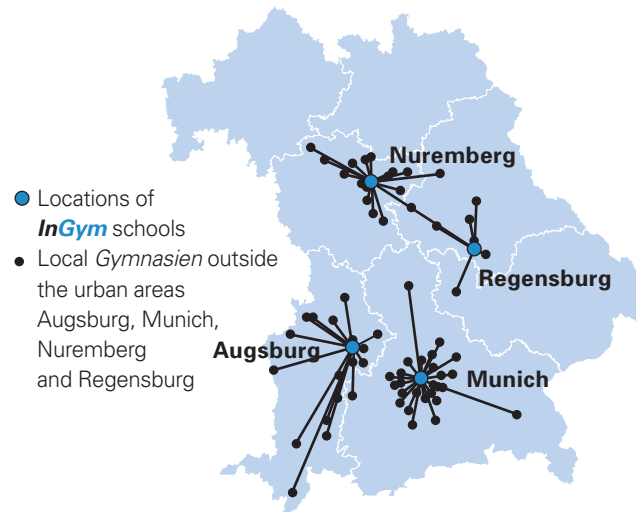 Nuremberg
Locations of
InGym schools
Local Gymnasien outside
the urban areas
Augsburg, Munich,
Nuremberg
and Regensburg
Regensburg
Augsburg
Munich